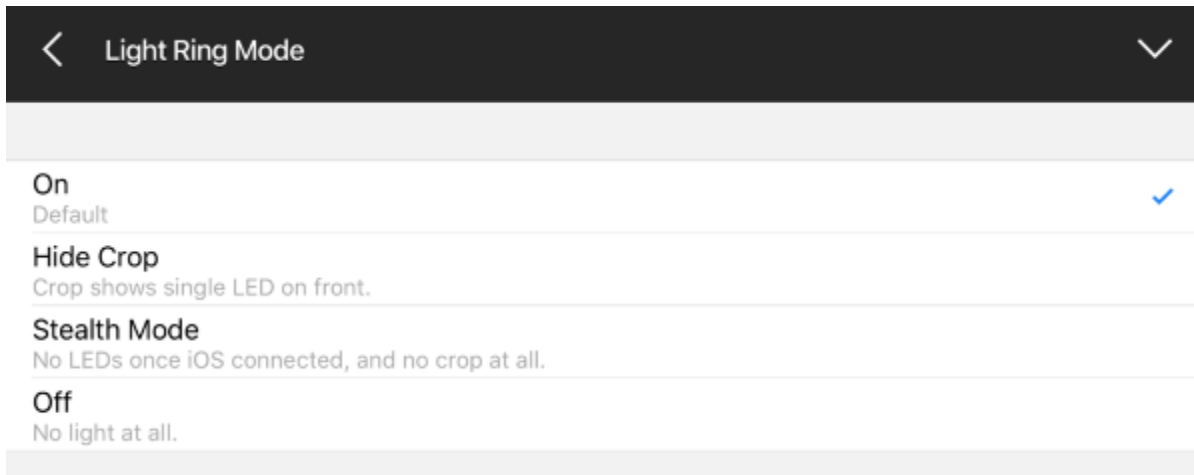 Light Ring Mode
On
Default
Hide Crop
Crop shows single LED on front.
Stealth Mode
No LEDs once iOS connected, and no crop at all.
Off
No light at all.